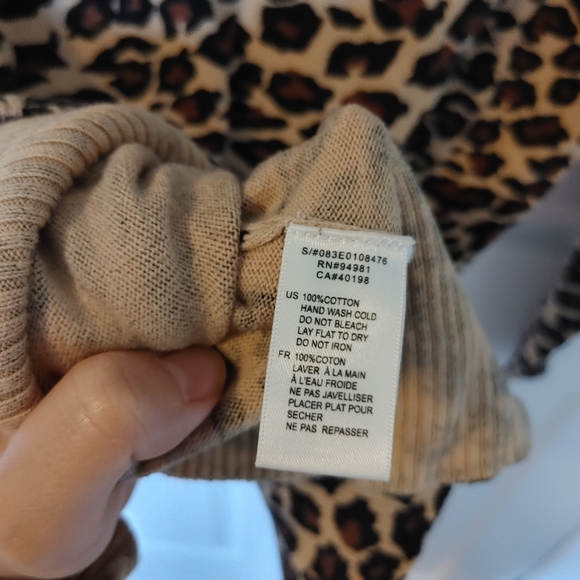 S/#083E0108476
RN#94981
CA#40198
US 100%COTTON
HAND WASH COLD
DO NOT BLEACH
LAY FLAT TO DRY
DO NOT IRON
FR 100%COTON
LAVER À LA MAIN
À L'EAU FROIDE
NE PAS JAVELLISER
PLACER PLAT POUR
SECHER
NE PAS REPASSER